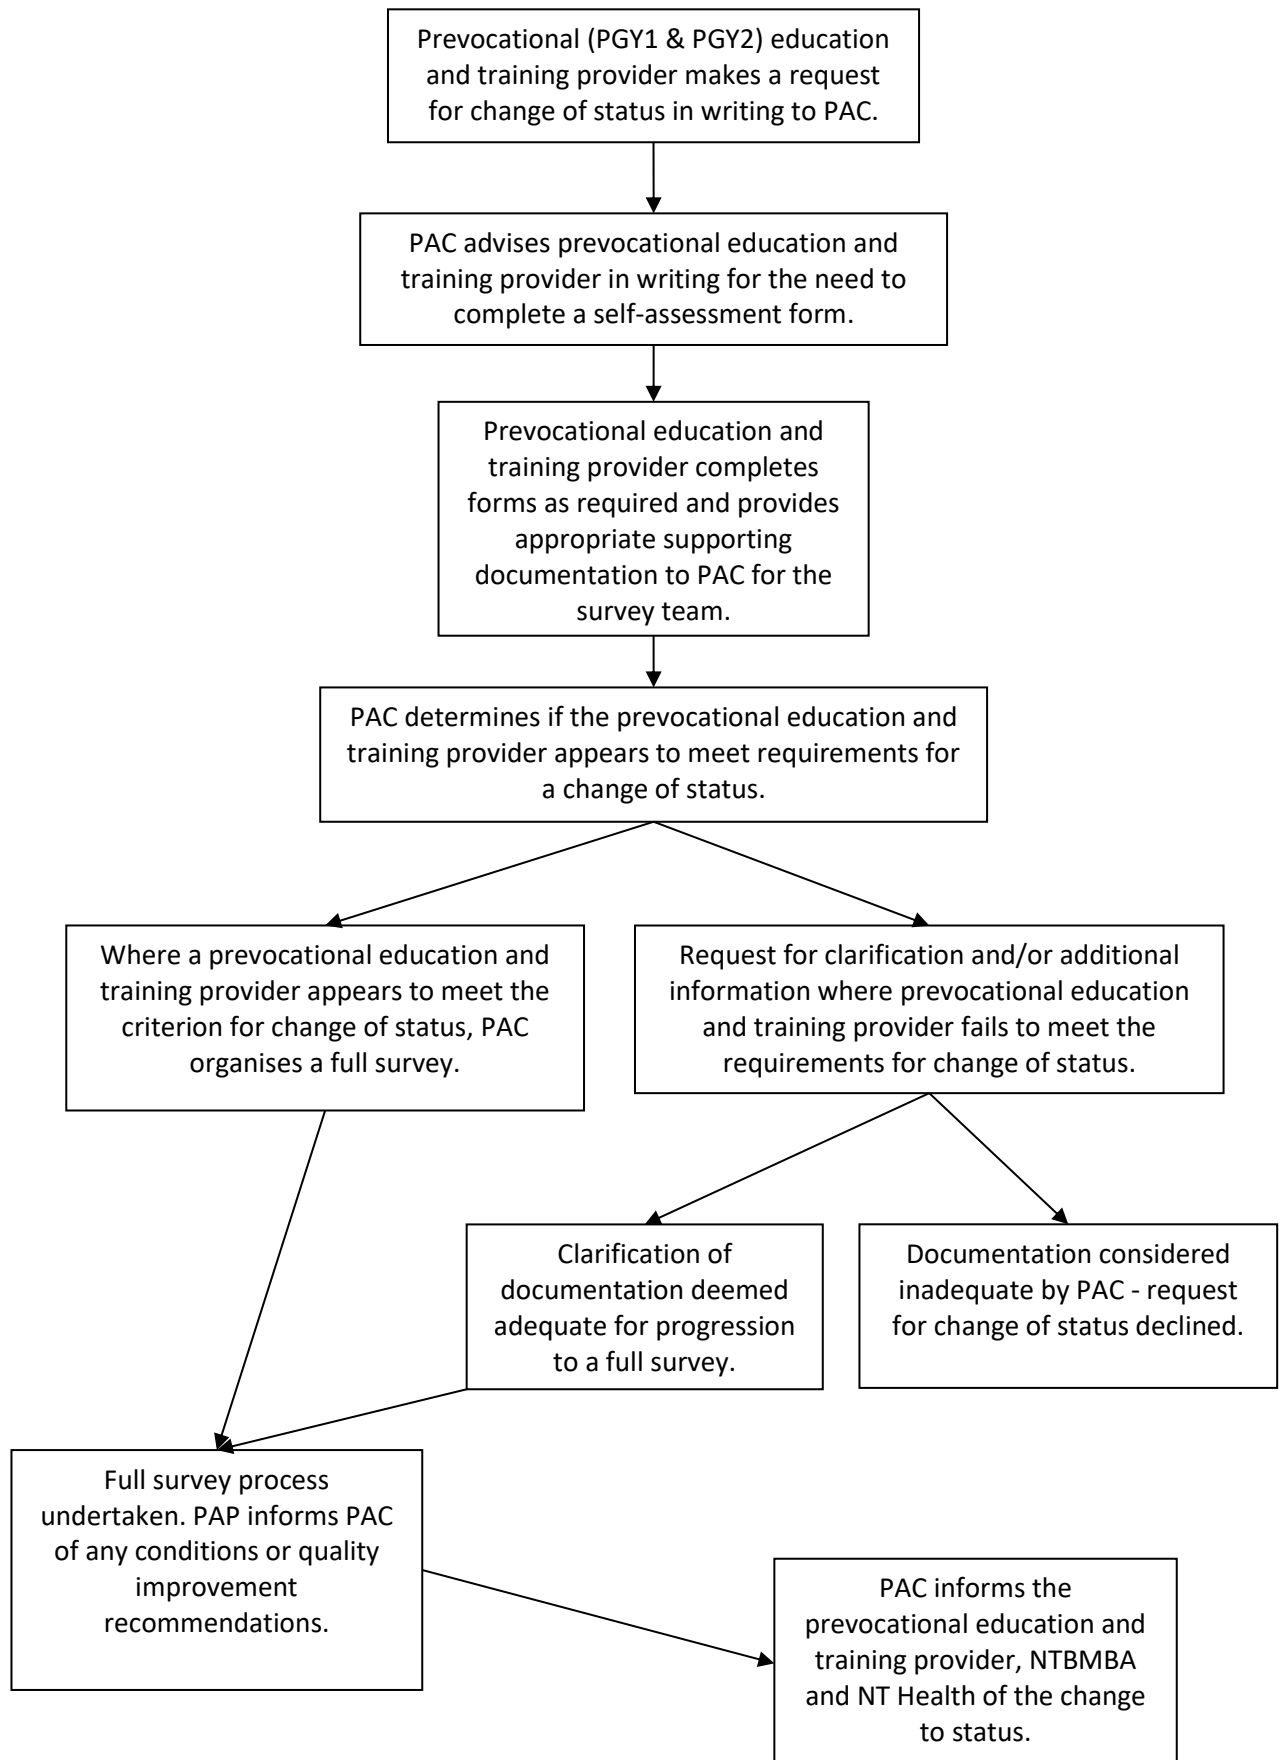 Prevocational (PGY1 & PGY2) education
and training provider makes a request
for change of status in writing to PAC.
PAC advises prevocational education and
training provider in writing for the need to
complete a self-assessment form.
Prevocational education and
training provider completes
forms as required and provides
appropriate supporting
documentation to PAC for the
survey team.
PAC determines if the prevocational education and
training provider appears to meet requirements for
a change of status.
Where a prevocational education and
training provider appears to meet the
criterion for change of status, PAC
organises a full survey.
Request for clarification and/or additional
information where prevocational education
and training provider fails to meet the
requirements for change of status.
Clarification of
documentation deemed
adequate for progression
to a full survey.
Documentation considered
inadequate by PAC - request
for change of status declined.
Full survey process
undertaken. PAP informs PAC
of any conditions or quality
improvement
recommendations.
PAC informs the
prevocational education and
training provider, NTBMBA
and NT Health of the change
to status.